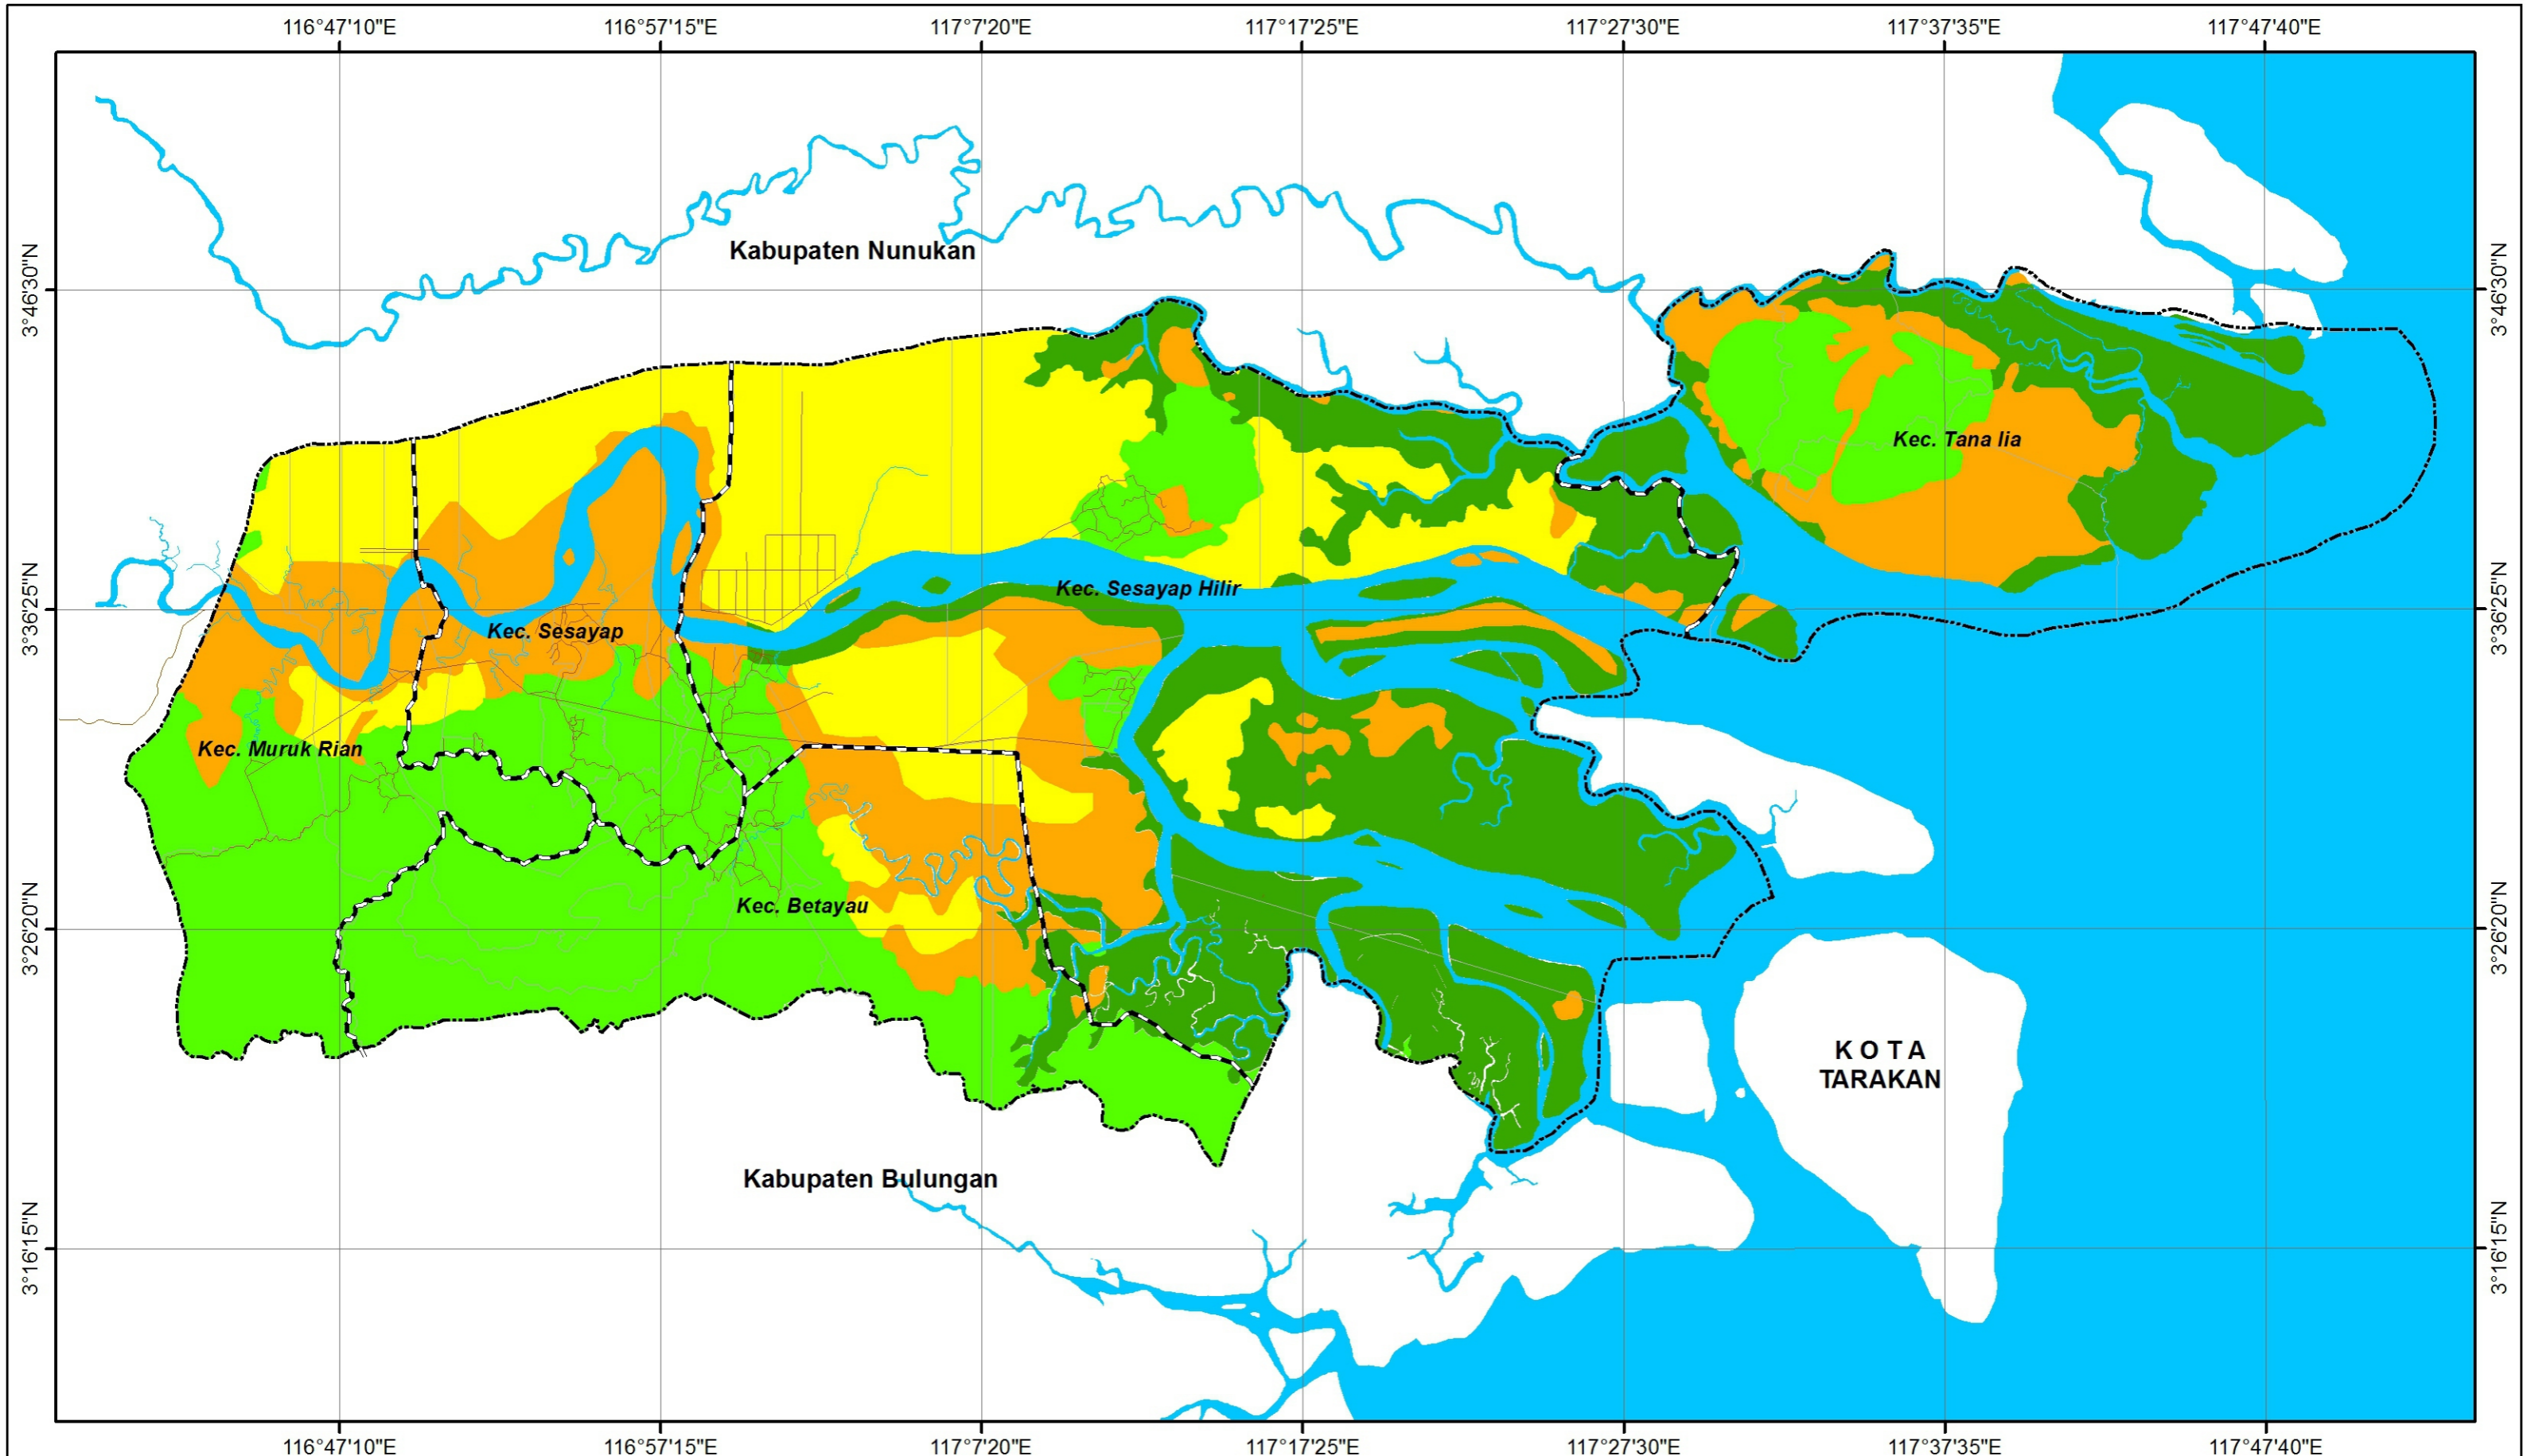 116°47'10"E 116°57'15"E 117°7'20"E 117°17'25"E 117°27'30"E 117°37'35"E 117°47'40"E
Kabupaten Nunukan
3°46'30"N 3°46'30"N
Kec. Tana lia
Kec. Sesayap Hilir
3°36'25"N 3°36'25"N
Kec. Sesayap
Kec. Muruk Rian
Kec. Betayau
3°26'20"N 3°26'20"N
K O T A
TARAKAN
Kabupaten Bulungan
3°16'15"N 3°16'15"N
116°47'10"E 116°57'15"E 117°7'20"E 117°17'25"E 117°27'30"E 117°37'35"E 117°47'40"E